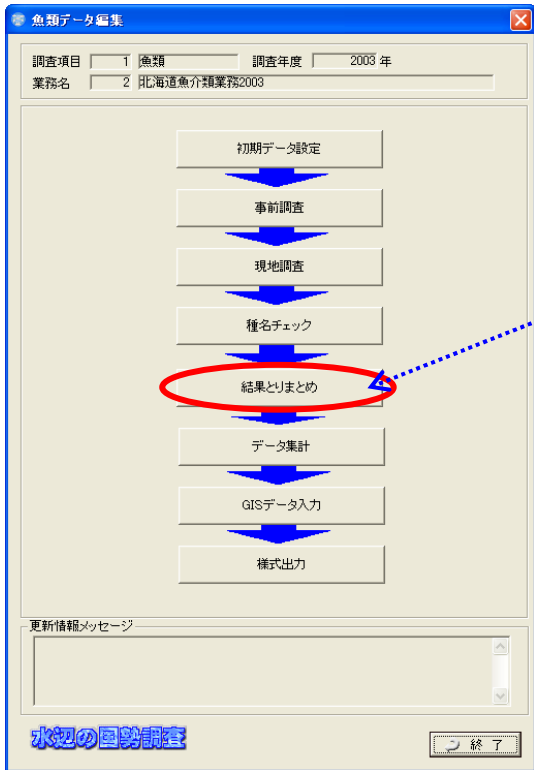 魚類データ編集
調査項目 1 魚類 調査年度 2003 年
業務名 2 北海道魚介類業務2003
初期データ設定
事前調査
現地調査
種名チェック
結果とりまとめ
データ集計
GISデータ入力
様式出力
更新情報メッセージ
水辺の国勢調査
終 了